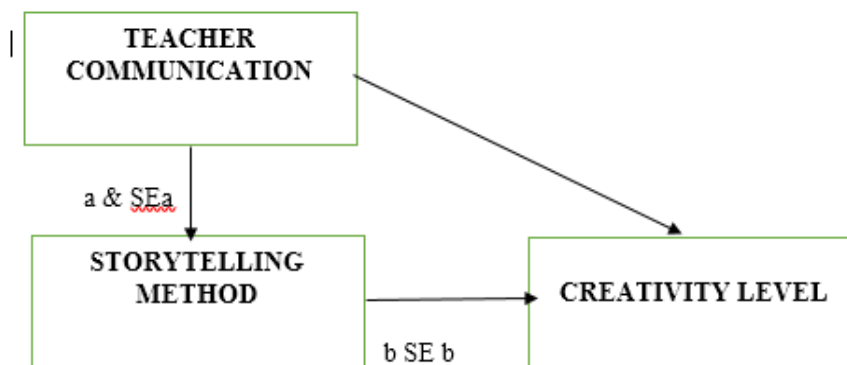 TEACHER
COMMUNICATION
a & SEa
STORYTELLING
METHOD
CREATIVITY LEVEL
b SE b